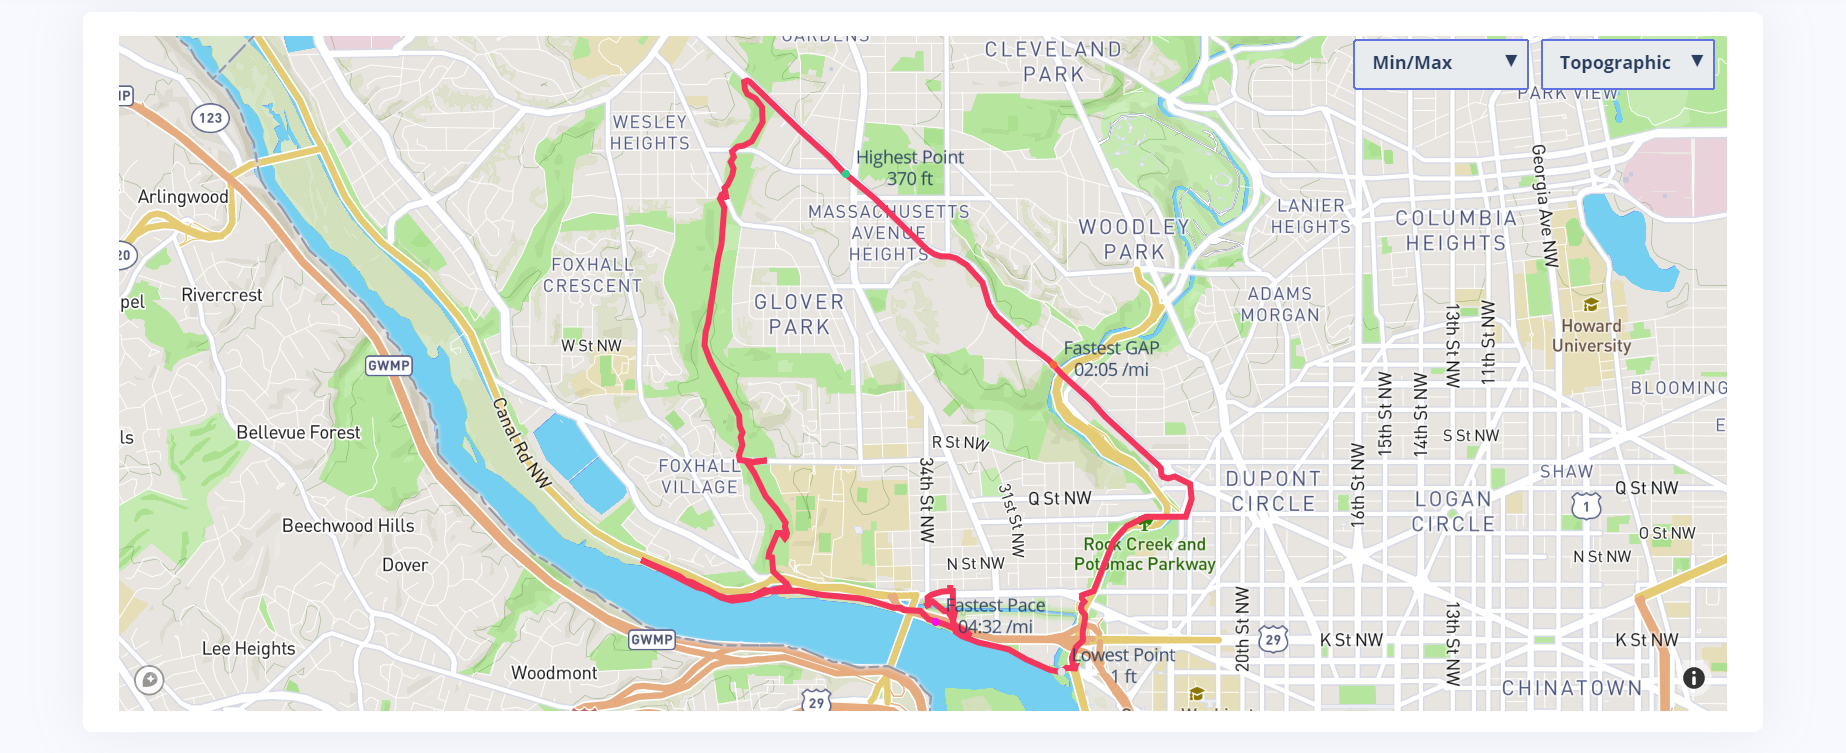 GARDENS
CLEVELAND
PARK
Min/Max ▼
Topographic ▼
PARK VIEW
123
WESLEY
HEIGHTS
Highest Point
370 ft
Georgia Ave NW
Arlingwood
MASSACHUSETTS
AVENUE
HEIGHTS
WOODLEY
PARK
LANIER
HEIGHTS
COLUMBIA
HEIGHTS
20
FOXHALL
CRESCENT
Rivercrest
pel
GLOVER
PARK
ADAMS
MORGAN
13th St NW
11th St NW
Howard
University
W St NW
Fastest GAP
02:05 /mi
GWMP
15th St NW
14th St NW
BLOOMING
Canal Rd NW
ls
Bellevue Forest
R St NW
S St NW
E
34th St NW
16th St NW
FOXHALL
VILLAGE
DUPONT
CIRCLE
SHAW
31st St NW
Q St NW
LOGAN
CIRCLE
Q St NW
1
Beechwood Hills
O St NW
Rock Creek and
Potomac Parkway
N St NW
N St NW
Dover
20th St NW
13th St NW
Fastest Pace
04:32 /mi
GWMP
29
K St NW
K St NW
Lee Heights
Lowest Point
1 ft
Woodmont
CHINATOWN
29